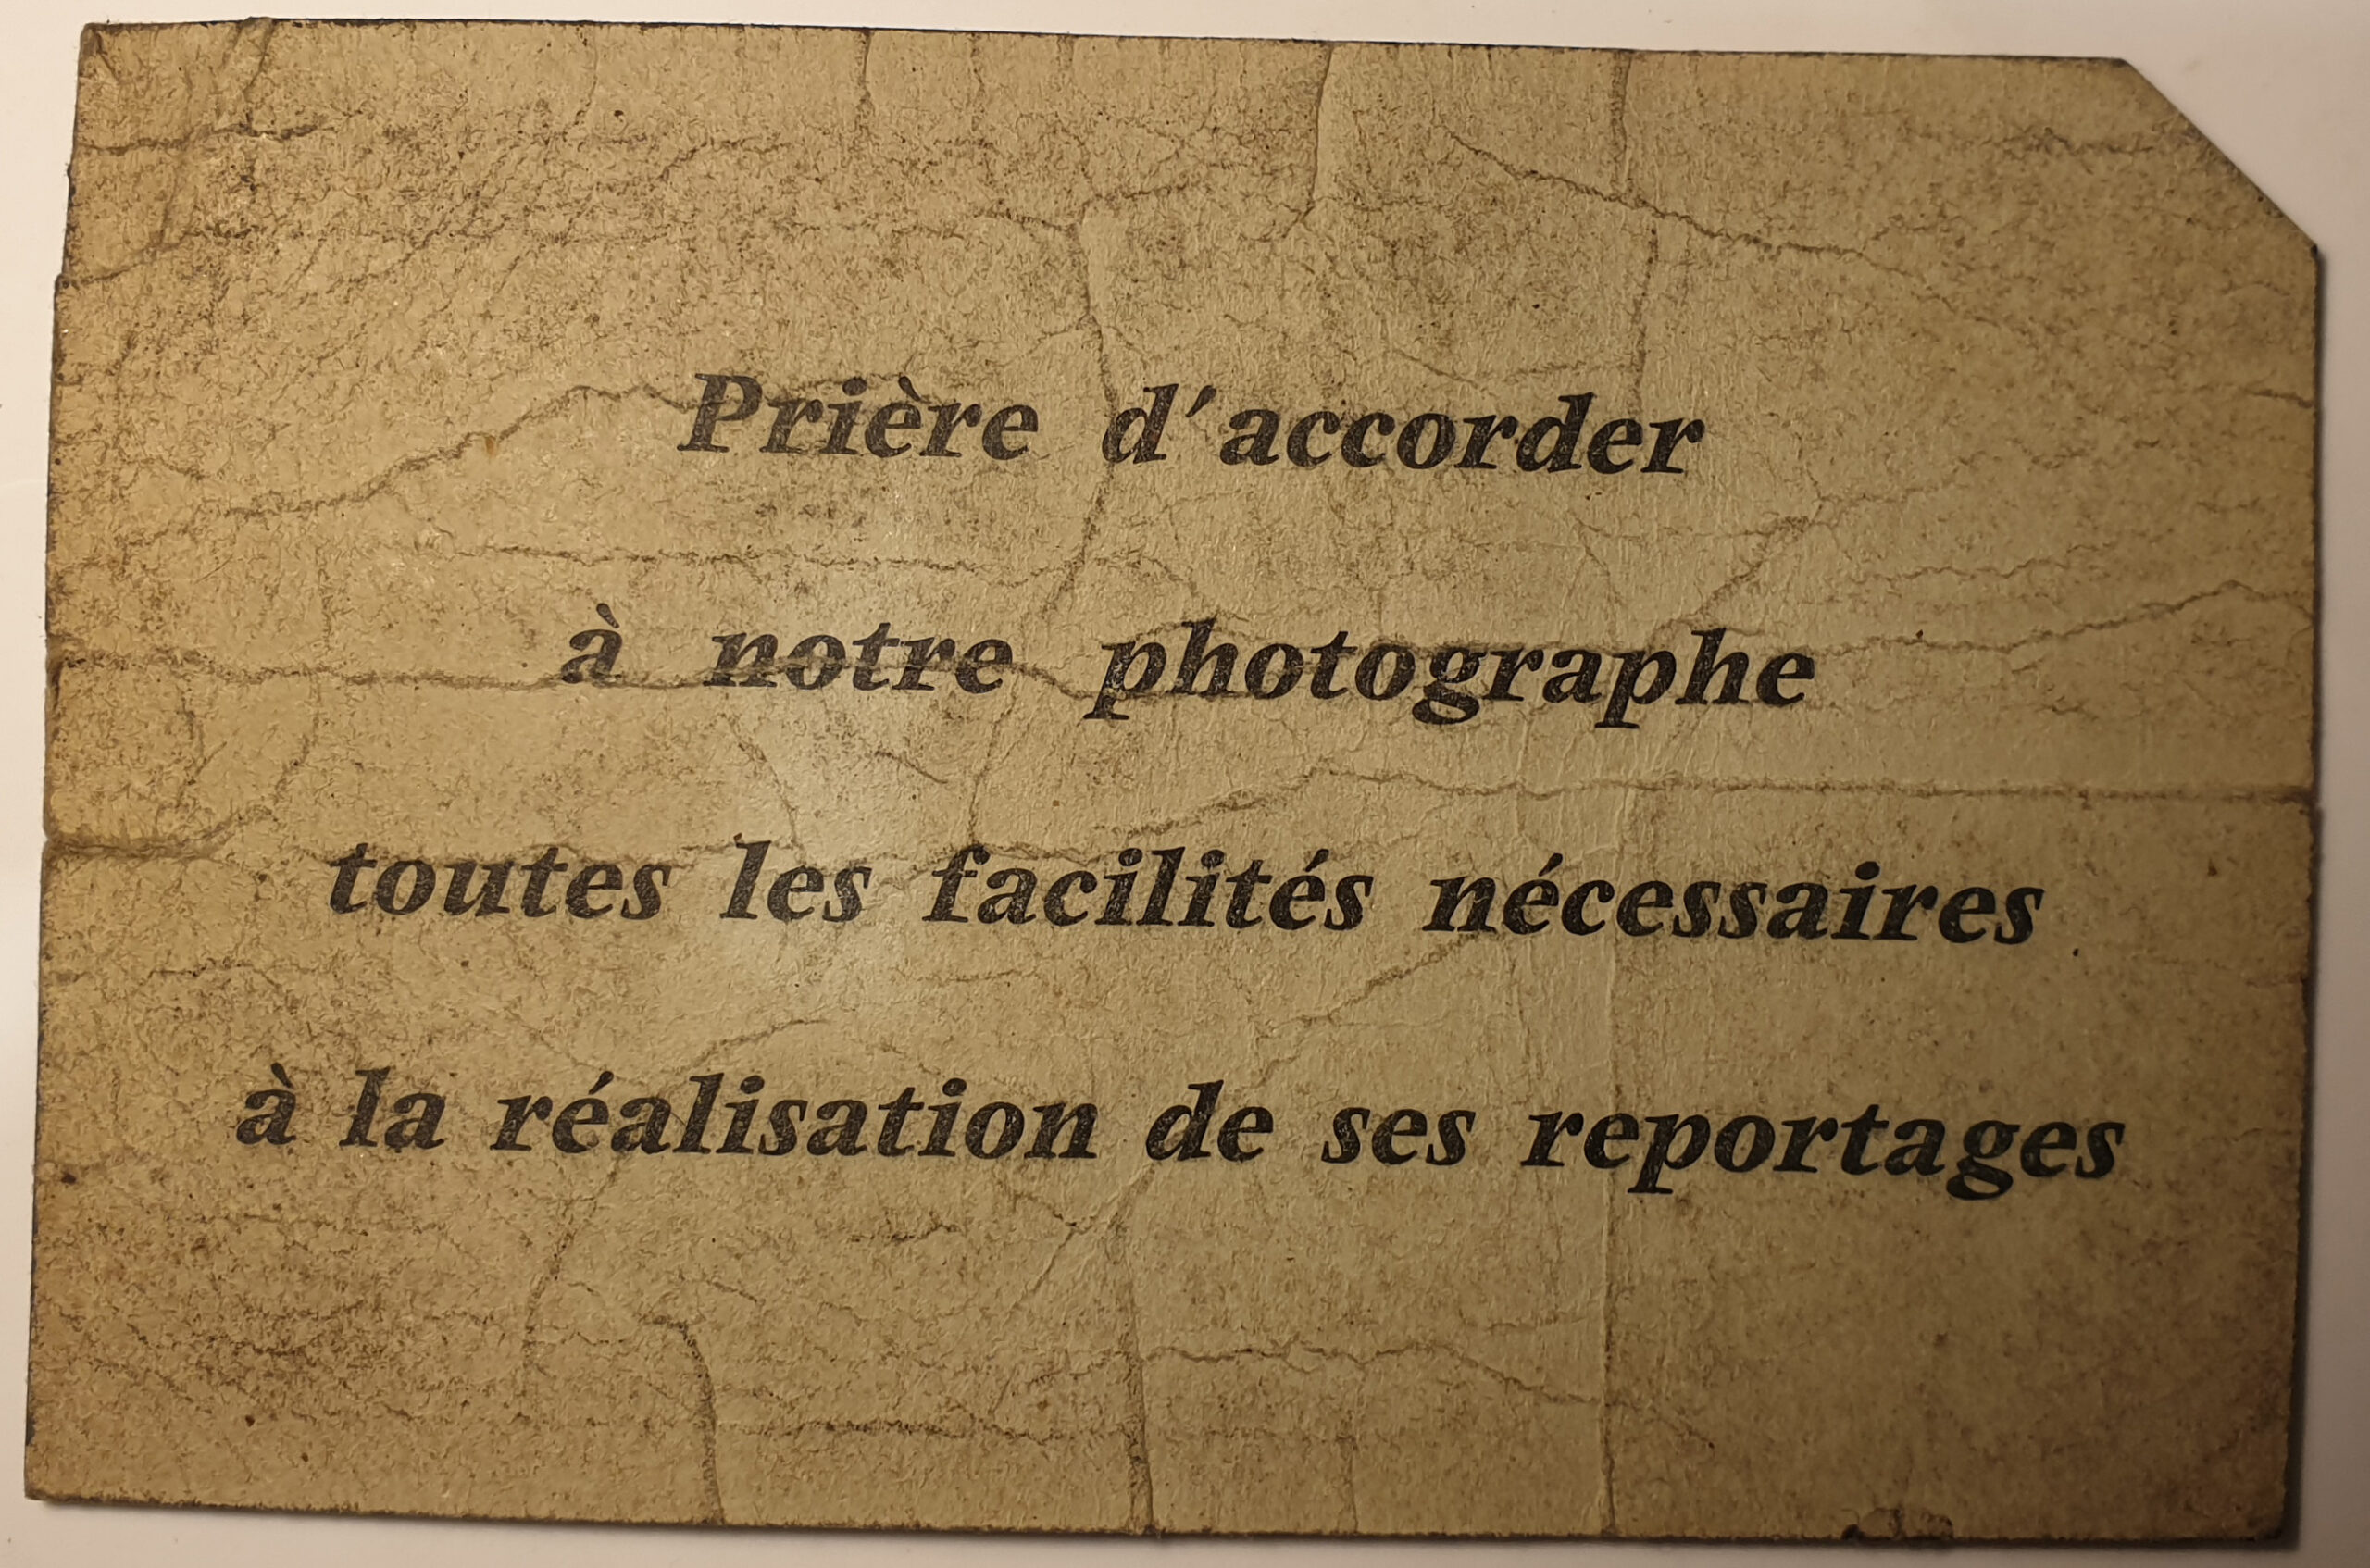 Prière d'accorder
à notre photographe
toutes les facilités nécessaires
à la réalisation de ses reportages